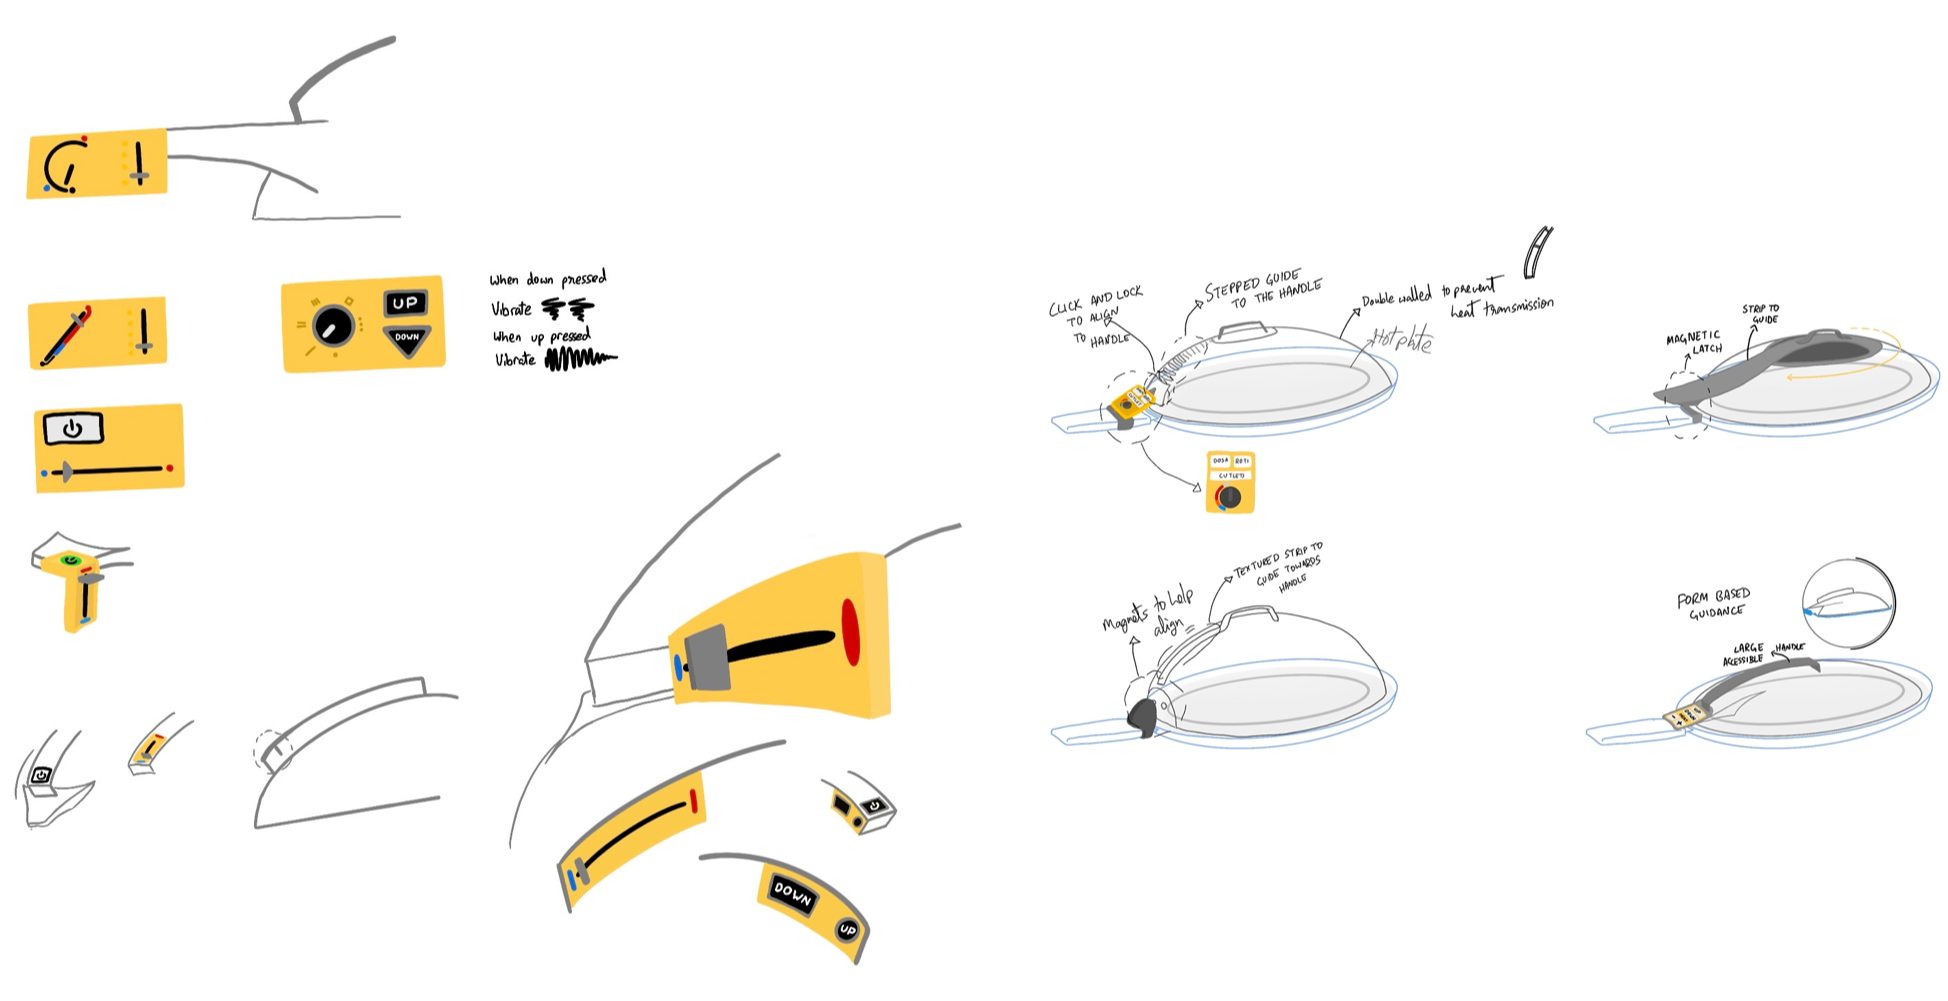 UP
DOWN
When down pressed
Vibrate
When up pressed
Vibrate
DOWN
UP
CLICK AND LOCK
TO ALIGN
TO HANDLE
STEPPED GUIDE
TO THE HANDLE
Double walled to prevent
heat transmission
Hot plate
DOSA ROTI
CUTLETS
MAGNETIC
LATCH
STRIP TO
GUIDE
Magnets to help
align
TEXTURED STRIP TO
GUIDE TOWARDS
HANDLE
FORM BASED
GUIDANCE
LARGE HANDLE
ACCESSIBLE